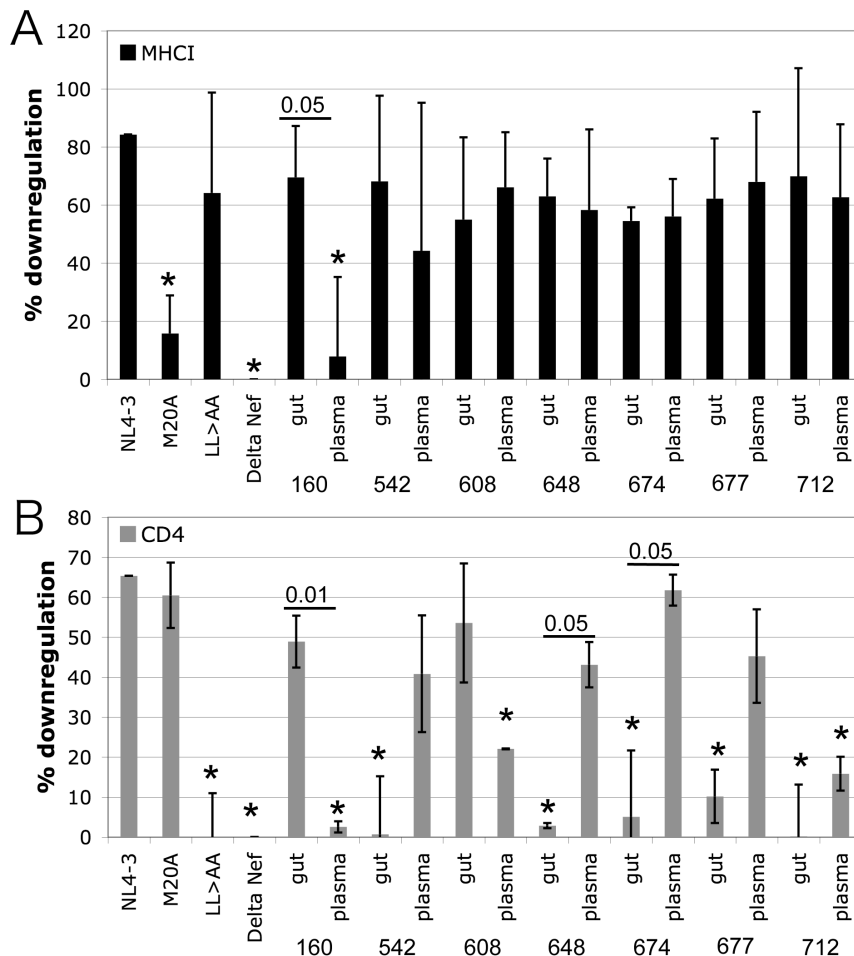 A
MHCI
% downregulation
120
100
80
60
40
20
0
0.05
*
*
*
NL4-3
M20A
LL>AA
Delta Nef
gut
plasma
gut
plasma
gut
plasma
gut
plasma
gut
plasma
gut
plasma
gut
plasma
160 542 608 648 674 677 712
B
CD4
% downregulation
80
70
60
50
40
30
20
10
0
0.01
0.05
0.05
*
*
*
*
*
*
*
*
*
*
NL4-3
M20A
LL>AA
Delta Nef
gut
plasma
gut
plasma
gut
plasma
gut
plasma
gut
plasma
gut
plasma
gut
plasma
160 542 608 648 674 677 712